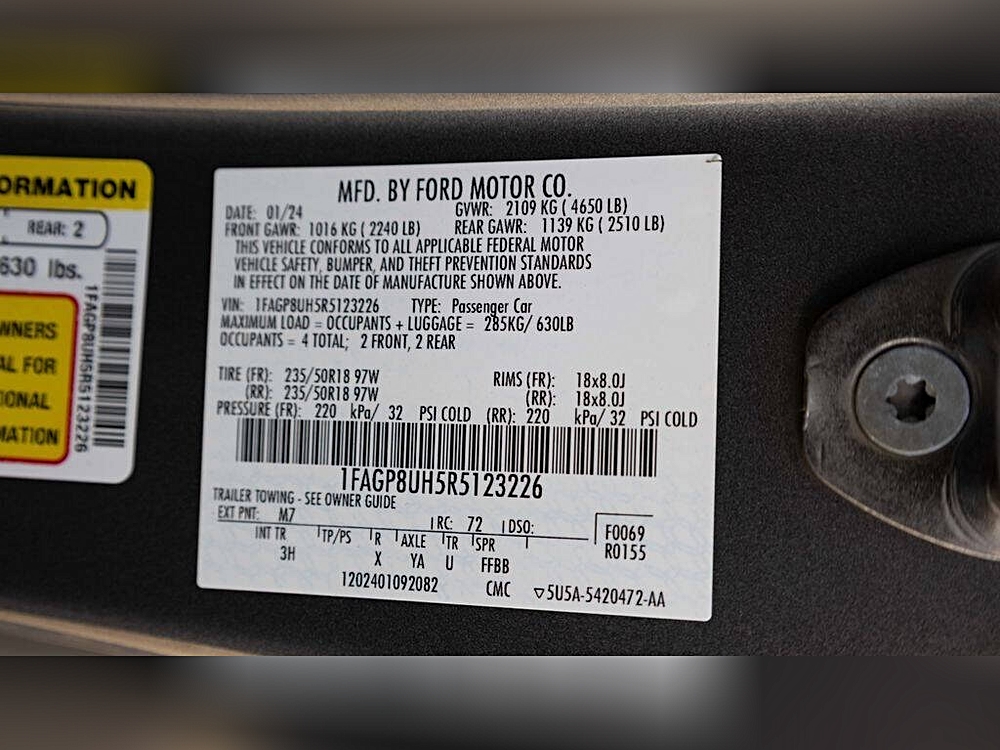 ORMATION
REAR: 2
630 lbs.
WNERS
AL FOR
IONAL
MATION
1FAGP8UH5R5123226
MFD. BY FORD MOTOR CO.
DATE: 01/24 GVWR: 2109 KG ( 4650 LB)
FRONT GAWR: 1016 KG ( 2240 LB) REAR GAWR: 1139 KG ( 2510 LB)
THIS VEHICLE CONFORMS TO ALL APPLICABLE FEDERAL MOTOR
VEHICLE SAFETY, BUMPER, AND THEFT PREVENTION STANDARDS
IN EFFECT ON THE DATE OF MANUFACTURE SHOWN ABOVE.
VIN: 1FAGP8UH5R5123226 TYPE: Passenger Car
MAXIMUM LOAD = OCCUPANTS + LUGGAGE = 285KG/ 630LB
OCCUPANTS = 4 TOTAL; 2 FRONT, 2 REAR
TIRE (FR): 235/50R18 97W RIMS (FR): 18x8.0J
(RR): 235/50R18 97W (RR): 18x8.0J
PRESSURE (FR): 220 kPa/ 32 PSI COLD (RR): 220 kPa/ 32 PSI COLD
1FAGP8UH5R5123226
TRAILER TOWING - SEE OWNER GUIDE
EXT PNT: M7 RC: 72 DSO: F0069
INT TR TP/PS R AXLE TR SPR R0155
3H X YA U FFBB
1202401092082 CMC ▽5U5A-5420472-AA